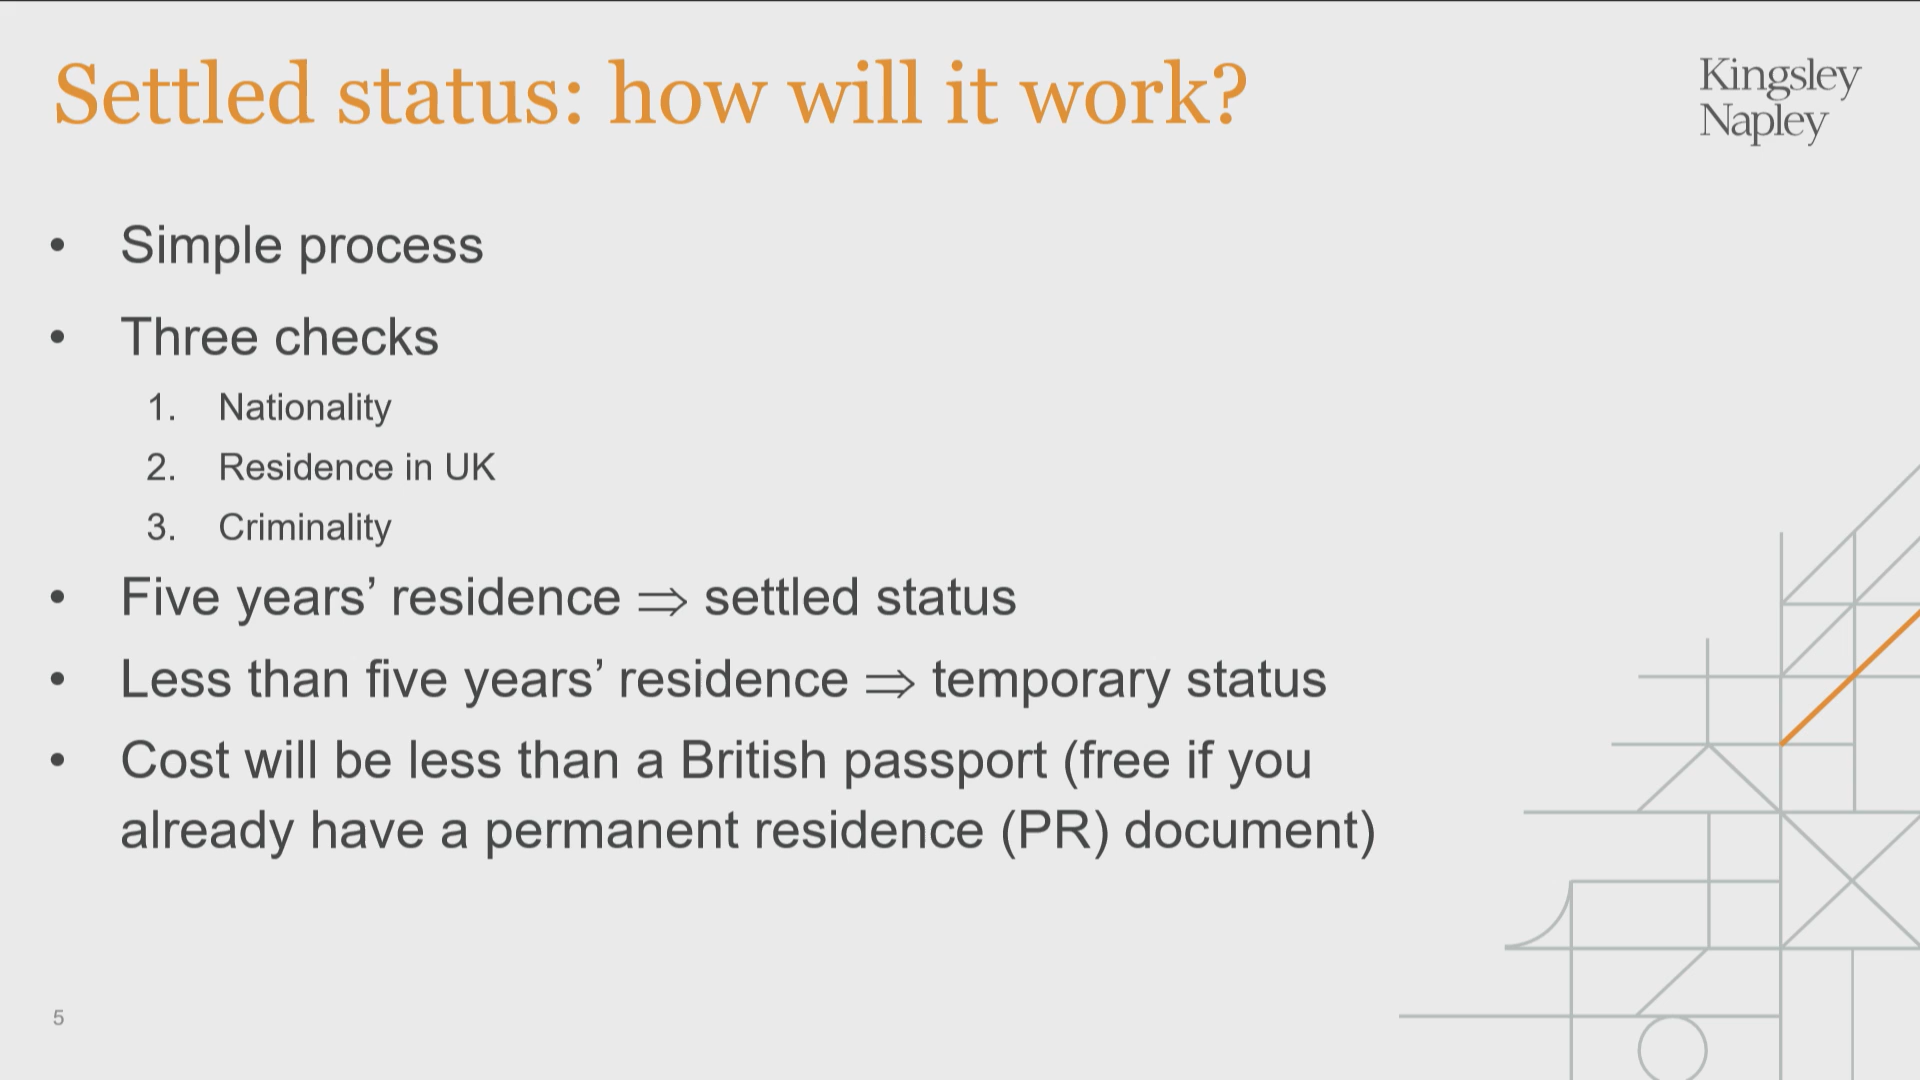 Settled status: how will it work?
Kingsley
Napley
• Simple process
• Three checks
1. Nationality
2. Residence in UK
3. Criminality
• Five years’ residence ⇒ settled status
• Less than five years’ residence ⇒ temporary status
• Cost will be less than a British passport (free if you
already have a permanent residence (PR) document)
5